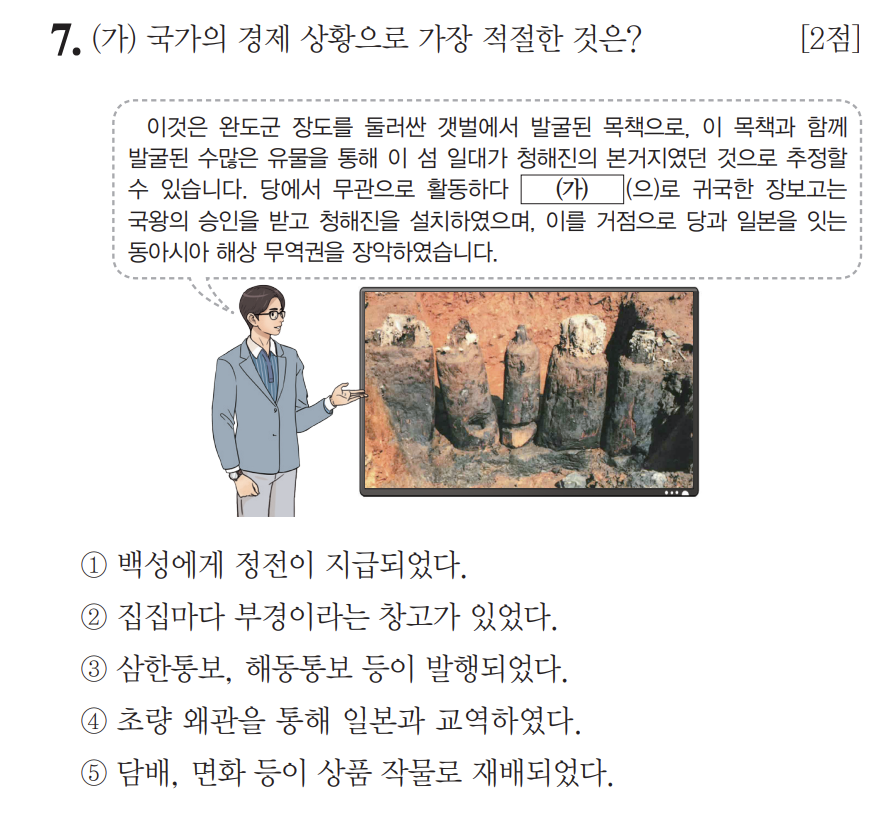 7. (가) 국가의 경제 상황으로 가장 적절한 것은? [2점]
이것은 완도군 장도를 둘러싼 갯벌에서 발굴된 목책으로, 이 목책과 함께
발굴된 수많은 유물을 통해 이 섬 일대가 청해진의 본거지였던 것으로 추정할
수 있습니다. 당에서 무관으로 활동하다 (가) (으)로 귀국한 장보고는
국왕의 승인을 받고 청해진을 설치하였으며, 이를 거점으로 당과 일본을 잇는
동아시아 해상 무역권을 장악하였습니다.
① 백성에게 정전이 지급되었다.
② 집집마다 부경이라는 창고가 있었다.
③ 삼한통보, 해동통보 등이 발행되었다.
④ 초량 왜관을 통해 일본과 교역하였다.
⑤ 담배, 면화 등이 상품 작물로 재배되었다.